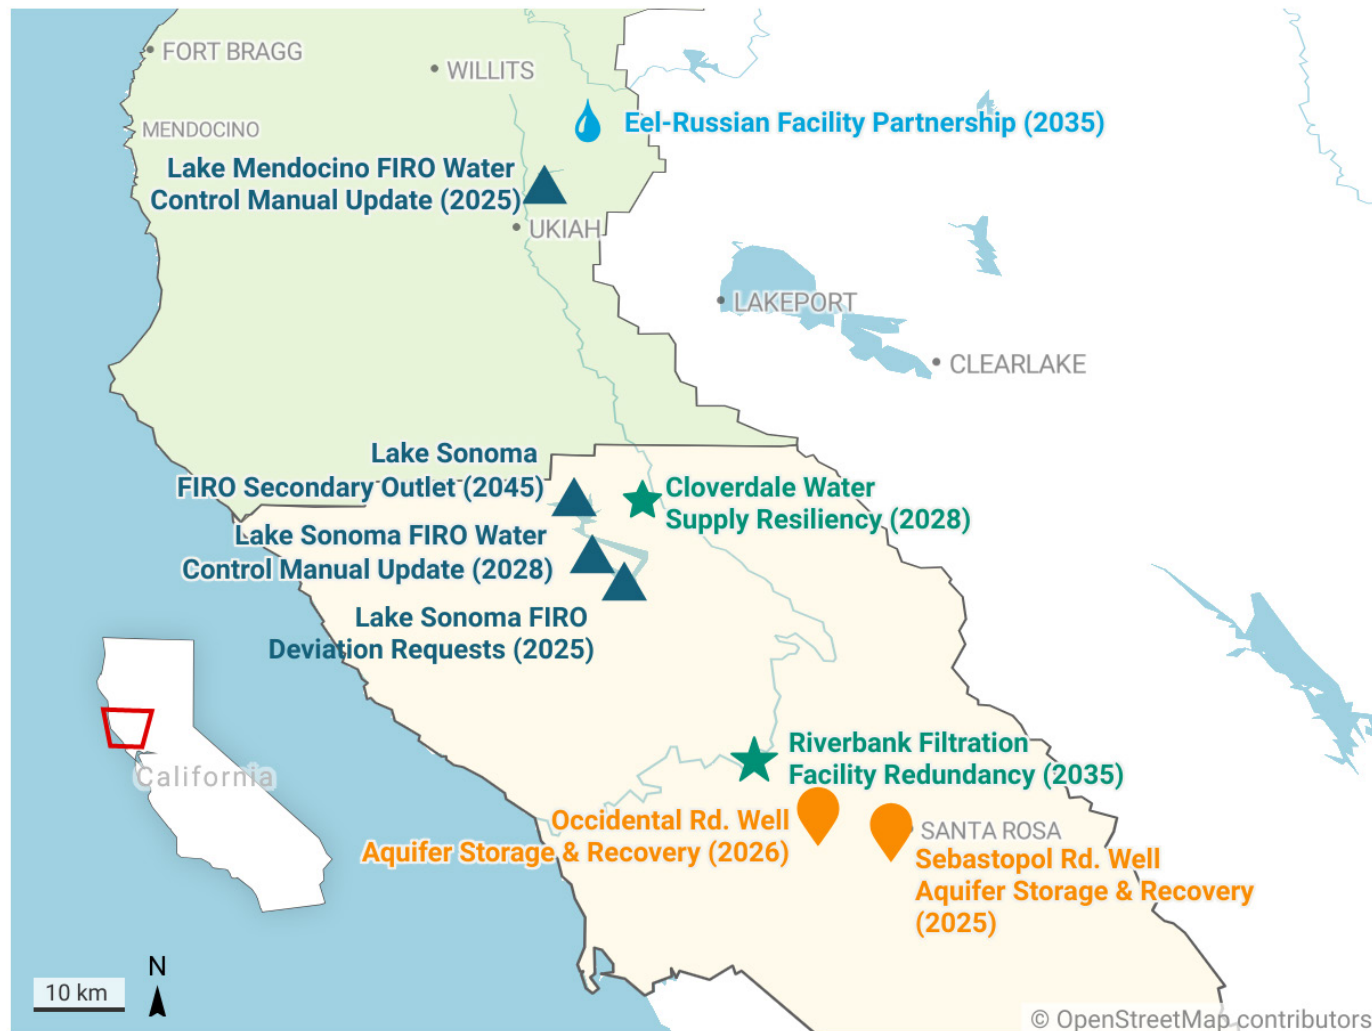 FORT BRAGG
WILLITS
MENDOCINO
Eel-Russian Facility Partnership (2035)
Lake Mendocino FIRO Water
Control Manual Update (2025)
UKIAH
LAKEPORT
CLEARLAKE
Lake Sonoma
FIRO Secondary Outlet (2045)
Cloverdale Water
Supply Resiliency (2028)
Lake Sonoma FIRO Water
Control Manual Update (2028)
Lake Sonoma FIRO
Deviation Requests (2025)
California
Riverbank Filtration
Facility Redundancy (2035)
Occidental Rd. Well
Aquifer Storage & Recovery (2026)
SANTA ROSA
Sebastopol Rd. Well
Aquifer Storage & Recovery
(2025)
N
10 km
© OpenStreetMap contributors